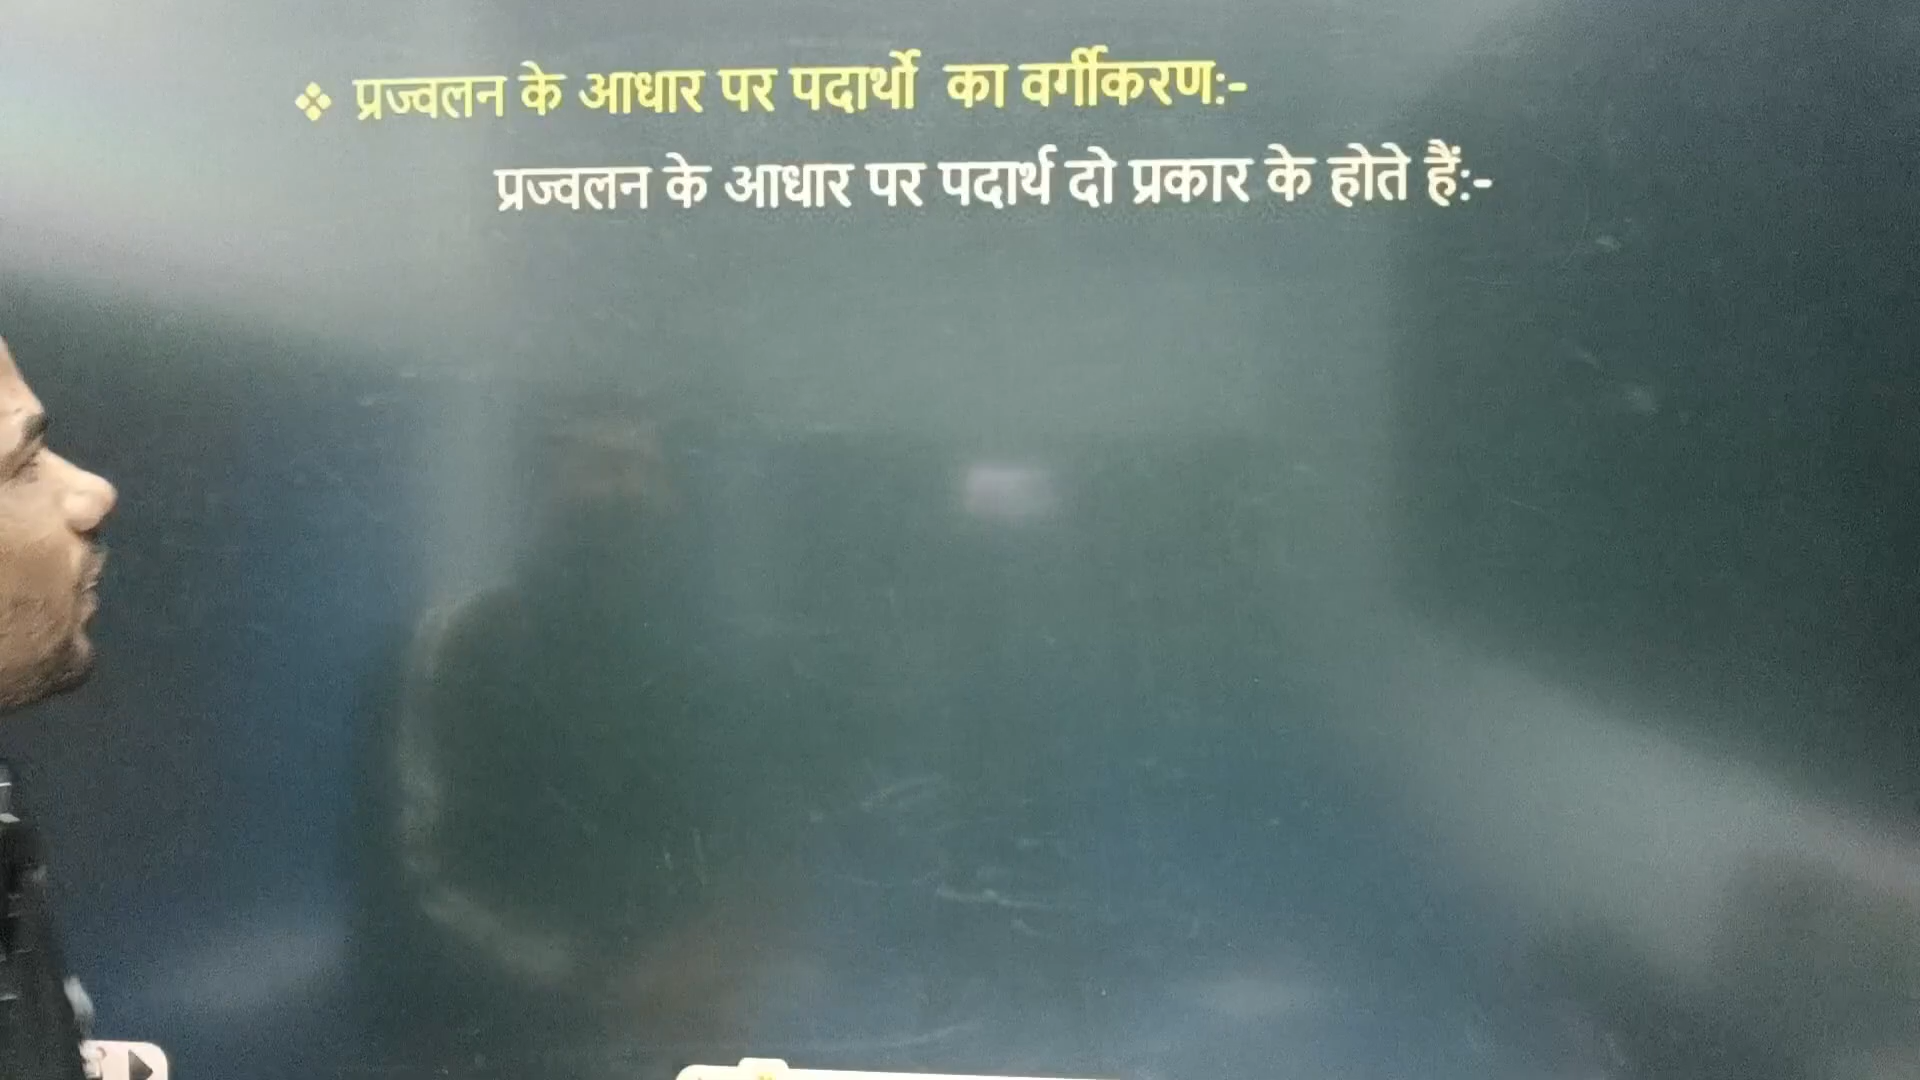 ❖ प्रज्वलन के आधार पर पदार्थो का वर्गीकरण:-
प्रज्वलन के आधार पर पदार्थ दो प्रकार के होते हैं:-